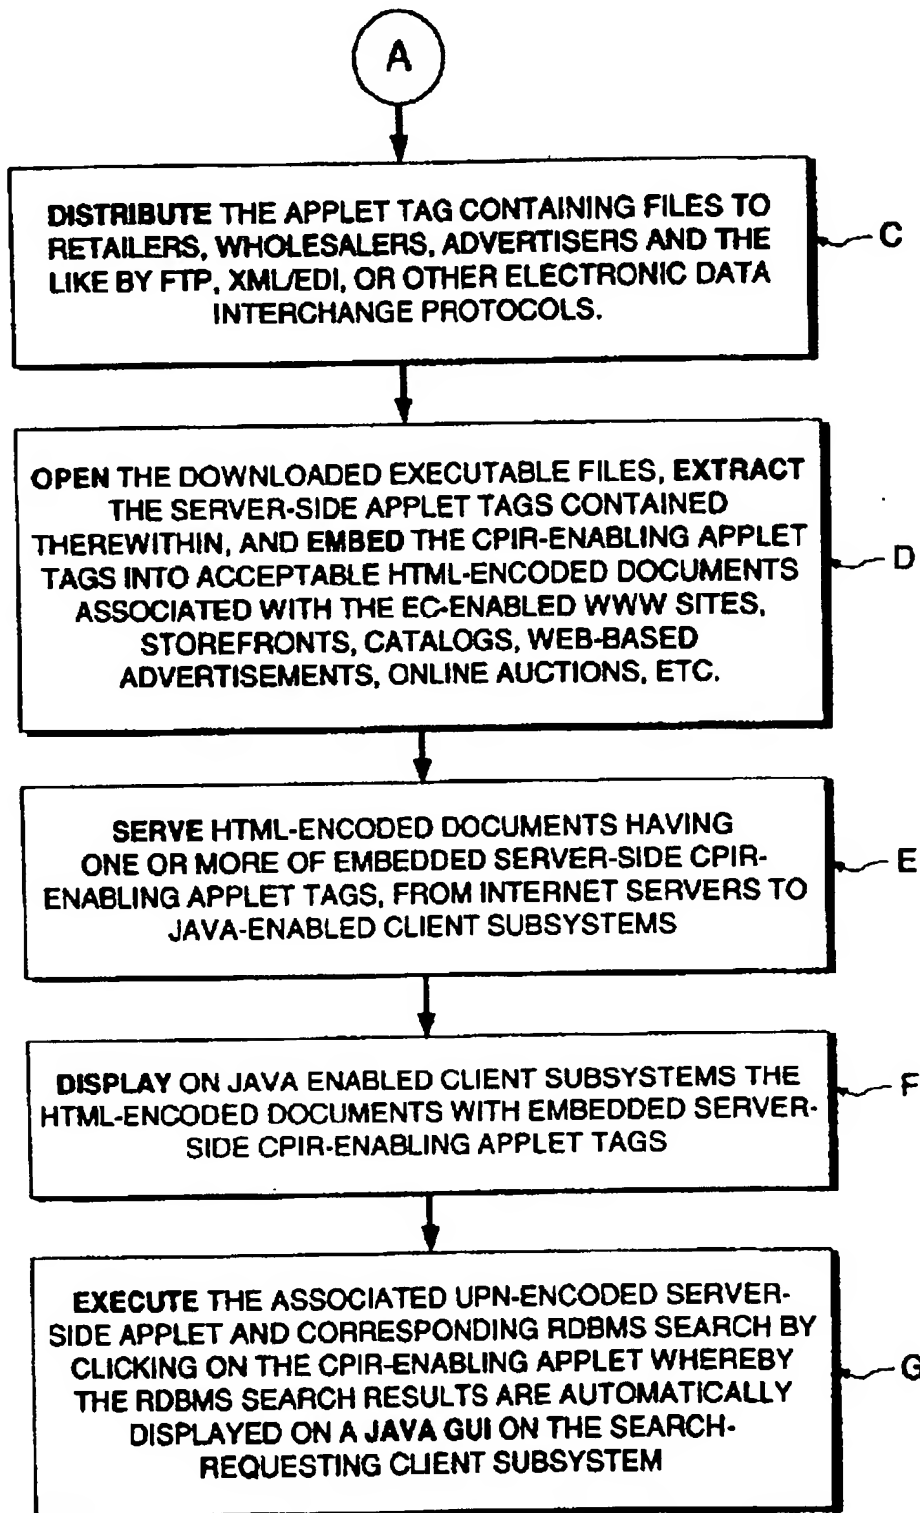 A
DISTRIBUTE THE APPLET TAG CONTAINING FILES TO
RETAILERS, WHOLESALERS, ADVERTISERS AND THE
LIKE BY FTP, XML/EDI, OR OTHER ELECTRONIC DATA
INTERCHANGE PROTOCOLS.
C
OPEN THE DOWNLOADED EXECUTABLE FILES, EXTRACT
THE SERVER-SIDE APPLET TAGS CONTAINED
THEREWITHIN, AND EMBED THE CPIR-ENABLING APPLET
TAGS INTO ACCEPTABLE HTML-ENCODED DOCUMENTS
ASSOCIATED WITH THE EC-ENABLED WWW SITES,
STOREFRONTS, CATALOGS, WEB-BASED
ADVERTISEMENTS, ONLINE AUCTIONS, ETC.
D
SERVE HTML-ENCODED DOCUMENTS HAVING
ONE OR MORE OF EMBEDDED SERVER-SIDE CPIR-
ENABLING APPLET TAGS, FROM INTERNET SERVERS TO
JAVA-ENABLED CLIENT SUBSYSTEMS
E
DISPLAY ON JAVA ENABLED CLIENT SUBSYSTEMS THE
HTML-ENCODED DOCUMENTS WITH EMBEDDED SERVER-
SIDE CPIR-ENABLING APPLET TAGS
F
EXECUTE THE ASSOCIATED UPN-ENCODED SERVER-
SIDE APPLET AND CORRESPONDING RDBMS SEARCH BY
CLICKING ON THE CPIR-ENABLING APPLET WHEREBY
THE RDBMS SEARCH RESULTS ARE AUTOMATICALLY
DISPLAYED ON A JAVA GUI ON THE SEARCH-
REQUESTING CLIENT SUBSYSTEM
G